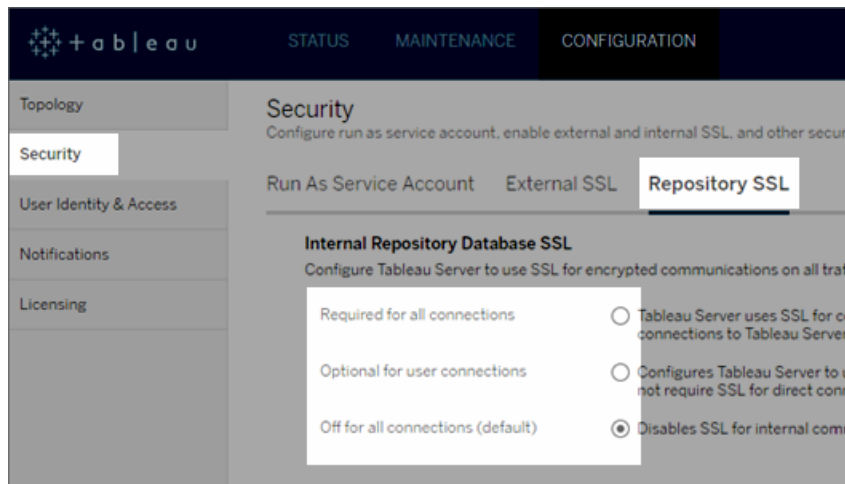 + a b | e a u
STATUS
MAINTENANCE
CONFIGURATION
Topology
Security
User Identity & Access
Notifications
Licensing
Security
Configure run as service account, enable external and internal SSL, and other secur
Run As Service Account
External SSL
Repository SSL
Internal Repository Database SSL
Configure Tableau Server to use SSL for encrypted communications on all traf
Required for all connections
Tableau Server uses SSL for c
connections to Tableau Server
Optional for user connections
Configures Tableau Server to u
not require SSL for direct conn
Off for all connections (default)
Disables SSL for internal com